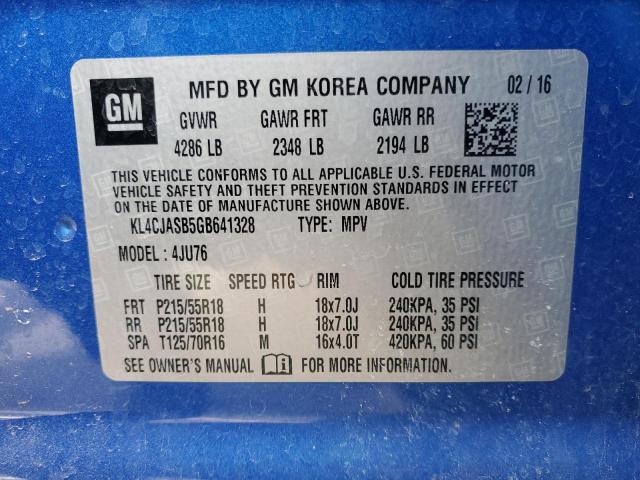 GM
MFD BY GM KOREA COMPANY 02 / 16
GVWR GAWR FRT GAWR RR
4286 LB 2348 LB 2194 LB
THIS VEHICLE CONFORMS TO ALL APPLICABLE U.S. FEDERAL MOTOR
VEHICLE SAFETY AND THEFT PREVENTION STANDARDS IN EFFECT
ON THE DATE OF MANUFACTURE SHOWN ABOVE.
KL4CJASB5GB641328 TYPE: MPV
MODEL : 4JU76
TIRE SIZE SPEED RTG RIM COLD TIRE PRESSURE
FRT P215/55R18 H 18x7.0J 240KPA, 35 PSI
RR P215/55R18 H 18x7.0J 240KPA, 35 PSI
SPA T125/70R16 M 16x4.0T 420KPA, 60 PSI
SEE OWNER'S MANUAL i FOR MORE INFORMATION.